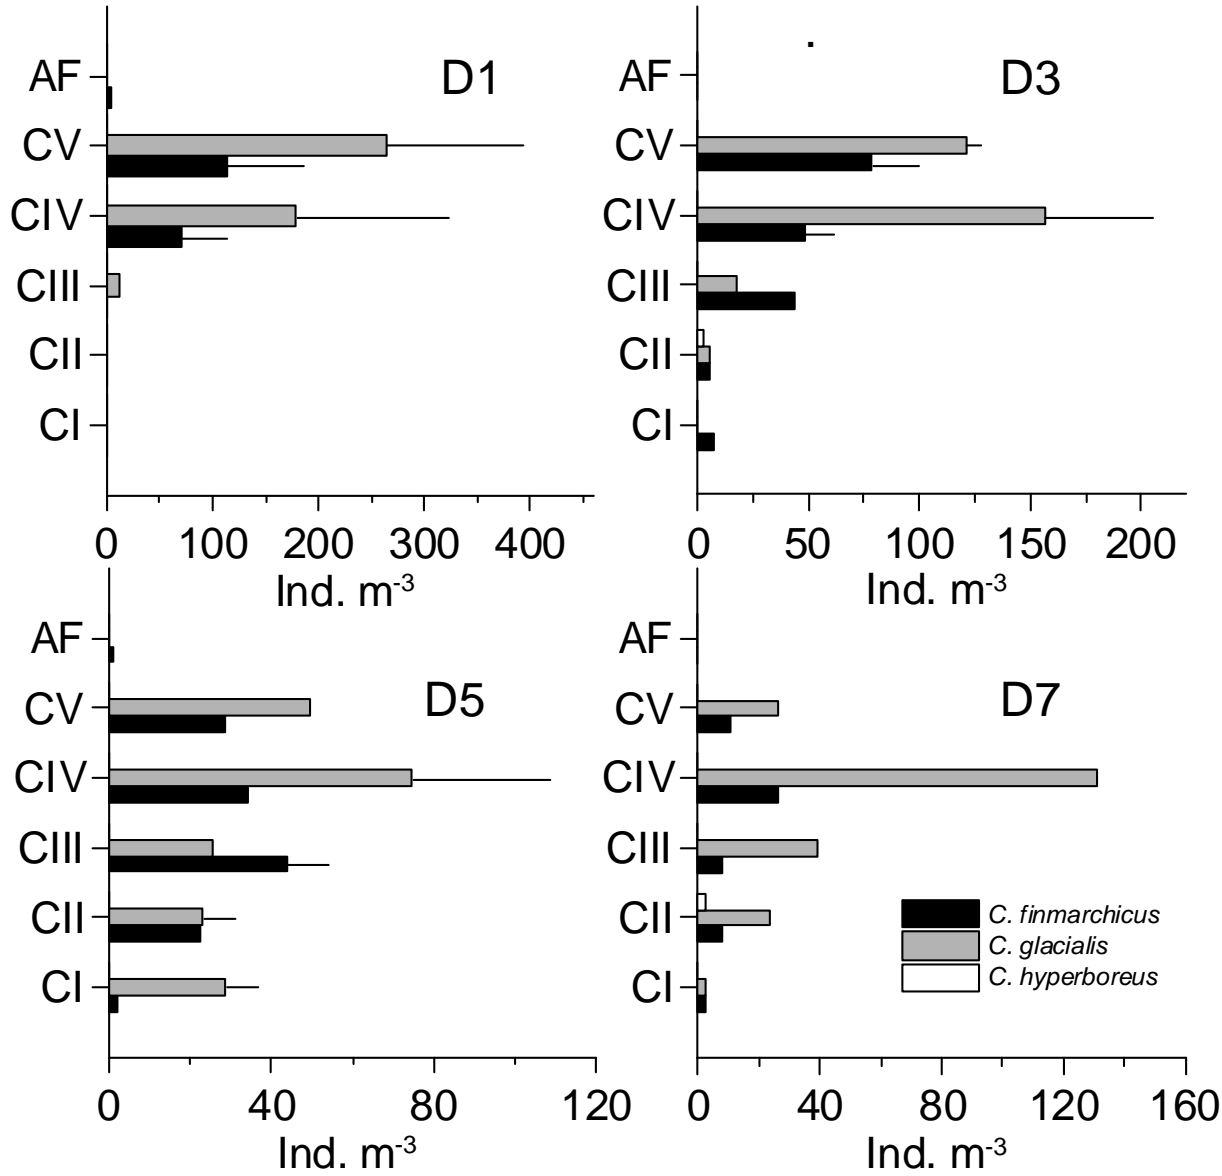 AF
D1
CV
CIV
CIII
CII
CI
0 100 200 300 400
Ind. m-3
AF
D3
CV
CIV
CIII
CII
CI
0 50 100 150 200
Ind. m-3
AF
D5
CV
CIV
CIII
CII
CI
0 40 80 120
Ind. m-3
AF
D7
CV
CIV
CIII
CII
CI
C. finmarchicus
C. glacialis
C. hyperboreus
0 40 80 120 160
Ind. m-3